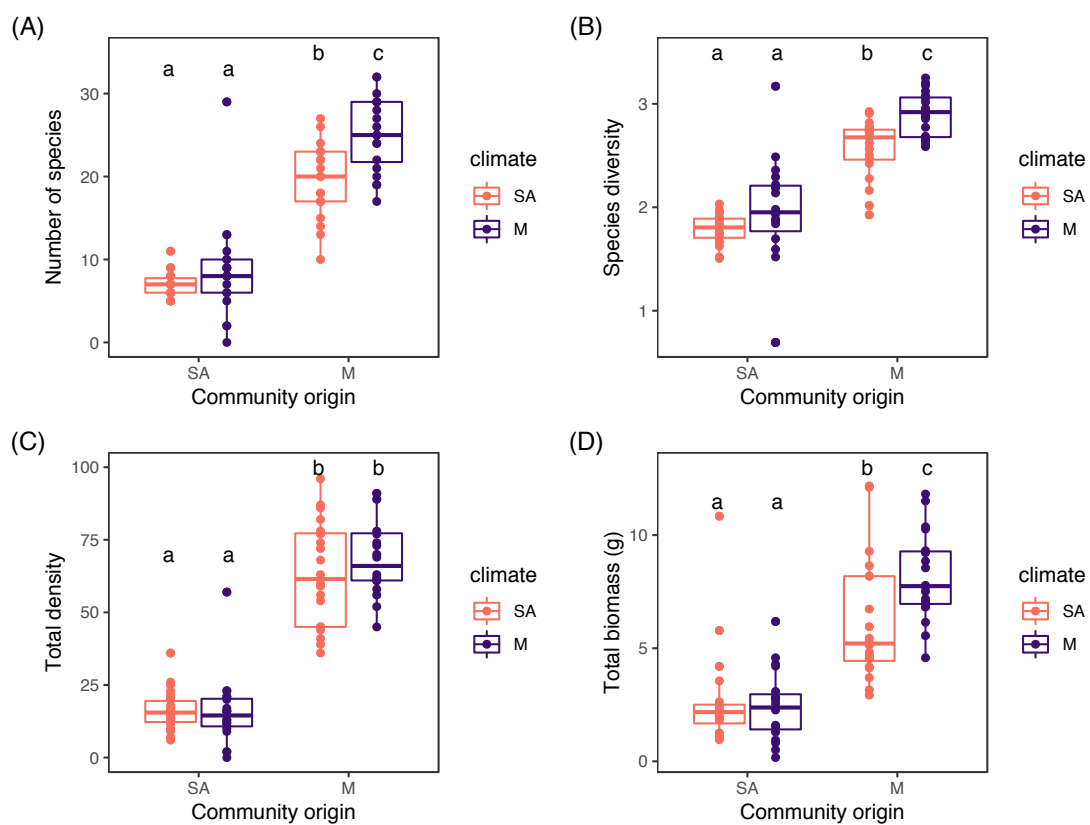 (A)
a a b c
Number of species
30
20
10
0
SA M
Community origin
climate
SA
M
(B)
a a b c
Species diversity
3
2
1
SA M
Community origin
climate
SA
M
(C)
a a b b
Total density
100
75
50
25
0
SA M
Community origin
climate
SA
M
(D)
a a b c
Total biomass (g)
10
5
0
SA M
Community origin
climate
SA
M